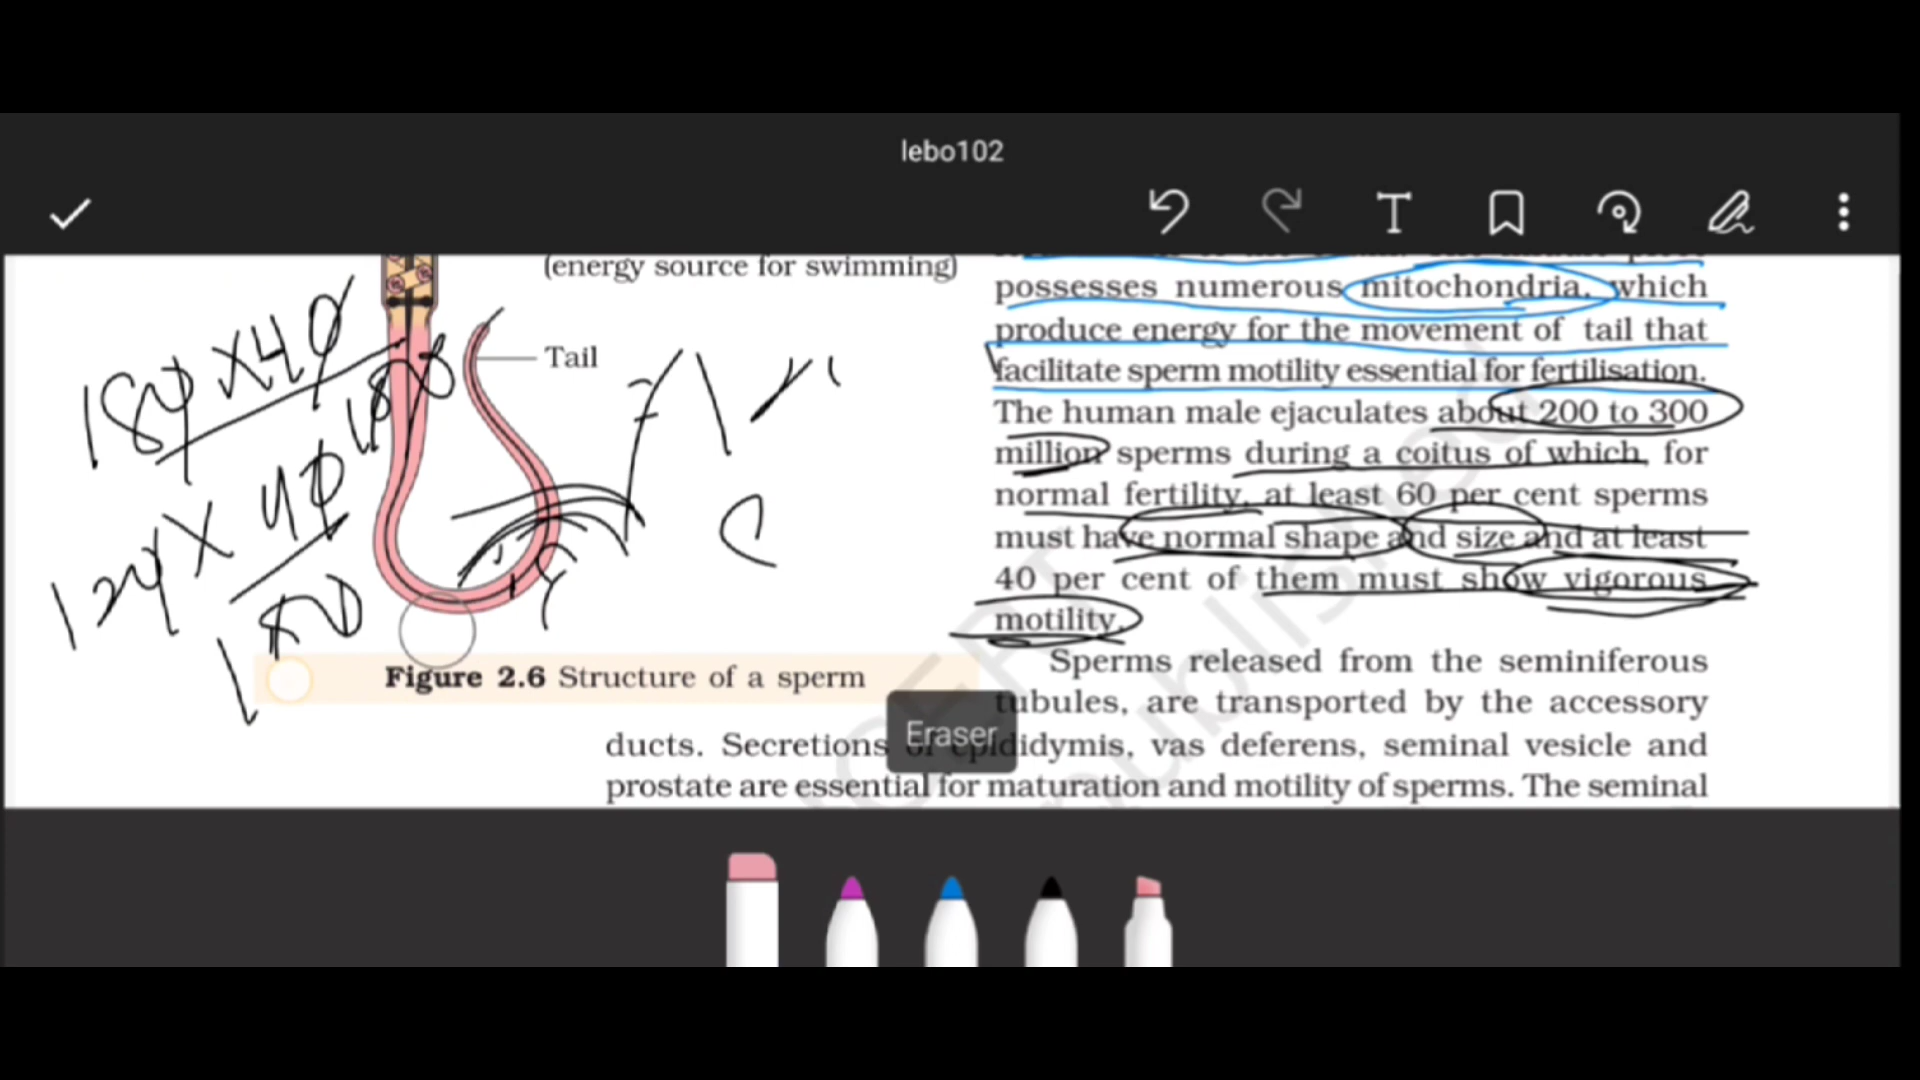 lebo102
(energy source for swimming)
Tail
possesses numerous mitochondria, which
produce energy for the movement of tail that
facilitate sperm motility essential for fertilisation.
The human male ejaculates about 200 to 300
million sperms during a coitus of which, for
normal fertility, at least 60 per cent sperms
must have normal shape and size and at least
40 per cent of them must show vigorous
motility.
Figure 2.6 Structure of a sperm
Sperms released from the seminiferous
tubules, are transported by the accessory
ducts. Secretions of epididymis, vas deferens, seminal vesicle and
prostate are essential for maturation and motility of sperms. The seminal
Eraser